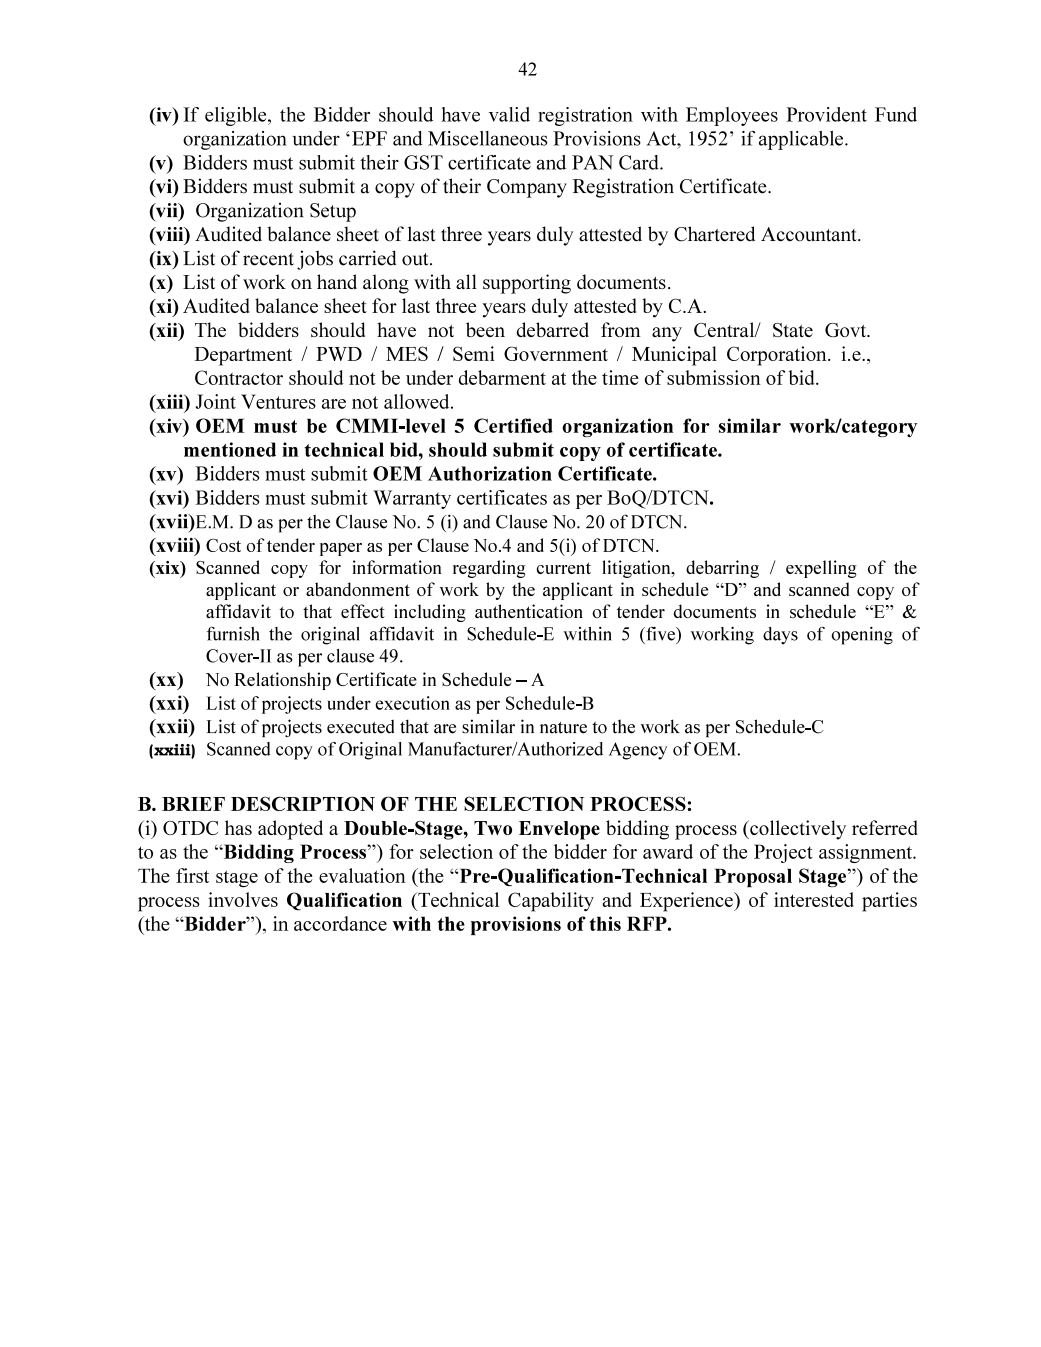 42
(iv) If eligible, the Bidder should have valid registration with Employees Provident Fund
organization under ‘EPF and Miscellaneous Provisions Act, 1952’ if applicable.
(v) Bidders must submit their GST certificate and PAN Card.
(vi) Bidders must submit a copy of their Company Registration Certificate.
(vii) Organization Setup
(viii) Audited balance sheet of last three years duly attested by Chartered Accountant.
(ix) List of recent jobs carried out.
(x) List of work on hand along with all supporting documents.
(xi) Audited balance sheet for last three years duly attested by C.A.
(xii) The bidders should have not been debarred from any Central/ State Govt.
Department / PWD / MES / Semi Government / Municipal Corporation. i.e.,
Contractor should not be under debarment at the time of submission of bid.
(xiii) Joint Ventures are not allowed.
(xiv) OEM must be CMMI-level 5 Certified organization for similar work/category
mentioned in technical bid, should submit copy of certificate.
(xv) Bidders must submit OEM Authorization Certificate.
(xvi) Bidders must submit Warranty certificates as per BoQ/DTCN.
(xvii)E.M. D as per the Clause No. 5 (i) and Clause No. 20 of DTCN.
(xviii) Cost of tender paper as per Clause No.4 and 5(i) of DTCN.
(xix) Scanned copy for information regarding current litigation, debarring / expelling of the
applicant or abandonment of work by the applicant in schedule “D” and scanned copy of
affidavit to that effect including authentication of tender documents in schedule “E” &
furnish the original affidavit in Schedule-E within 5 (five) working days of opening of
Cover-II as per clause 49.
(xx) No Relationship Certificate in Schedule – A
(xxi) List of projects under execution as per Schedule-B
(xxii) List of projects executed that are similar in nature to the work as per Schedule-C
(xxiii) Scanned copy of Original Manufacturer/Authorized Agency of OEM.
B. BRIEF DESCRIPTION OF THE SELECTION PROCESS:
(i) OTDC has adopted a Double-Stage, Two Envelope bidding process (collectively referred
to as the “Bidding Process”) for selection of the bidder for award of the Project assignment.
The first stage of the evaluation (the “Pre-Qualification-Technical Proposal Stage”) of the
process involves Qualification (Technical Capability and Experience) of interested parties
(the “Bidder”), in accordance with the provisions of this RFP.